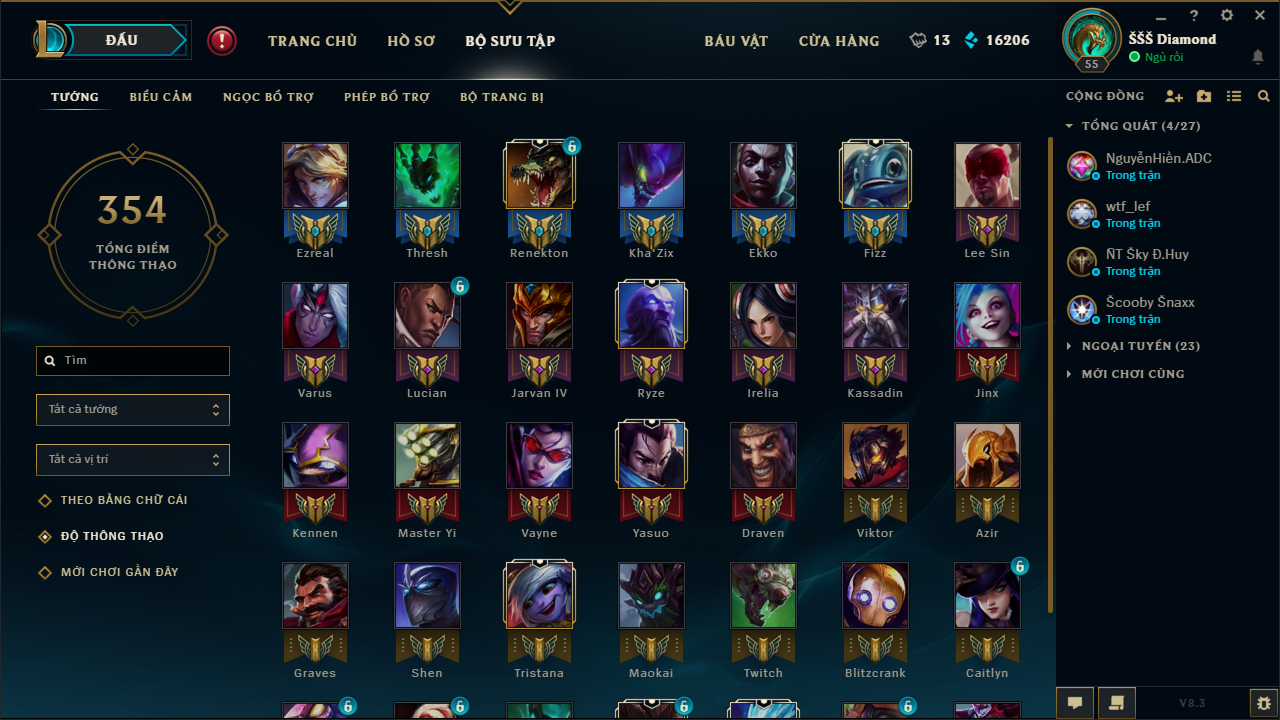 ĐẤU
TRANG CHỦ
HỒ SƠ
BỘ SƯU TẬP
BÁU VẬT
CỬA HÀNG
13
16206
55
ŠŠŠ Diamond
Ngủ rồi
TƯỚNG
BIỂU CẢM
NGỌC BỔ TRỢ
PHÉP BỔ TRỢ
BỘ TRANG BỊ
354
TỔNG ĐIỂM
THÔNG THẠO
Tìm
Tất cả tướng
Tất cả vị trí
THEO BẢNG CHỮ CÁI
ĐỘ THÔNG THẠO
MỚI CHƠI GẦN ĐÂY
6
Ezreal
Thresh
Renekton
Kha'Zix
Ekko
Fizz
Lee Sin
6
Varus
Lucian
Jarvan IV
Ryze
Irelia
Kassadin
Jinx
Kennen
Master Yi
Vayne
Yasuo
Draven
Viktor
Azir
6
Graves
Shen
Tristana
Maokai
Twitch
Blitzcrank
Caitlyn
6
6
6
6
CỘNG ĐỒNG
TỔNG QUÁT (4/27)
NguyễnHiền.ADC
Trong trận
wtf_lef
Trong trận
ÑT Šky Đ.Huy
Trong trận
Šcooby Šnaxx
Trong trận
NGOẠI TUYẾN (23)
MỚI CHƠI CÙNG
V8.3